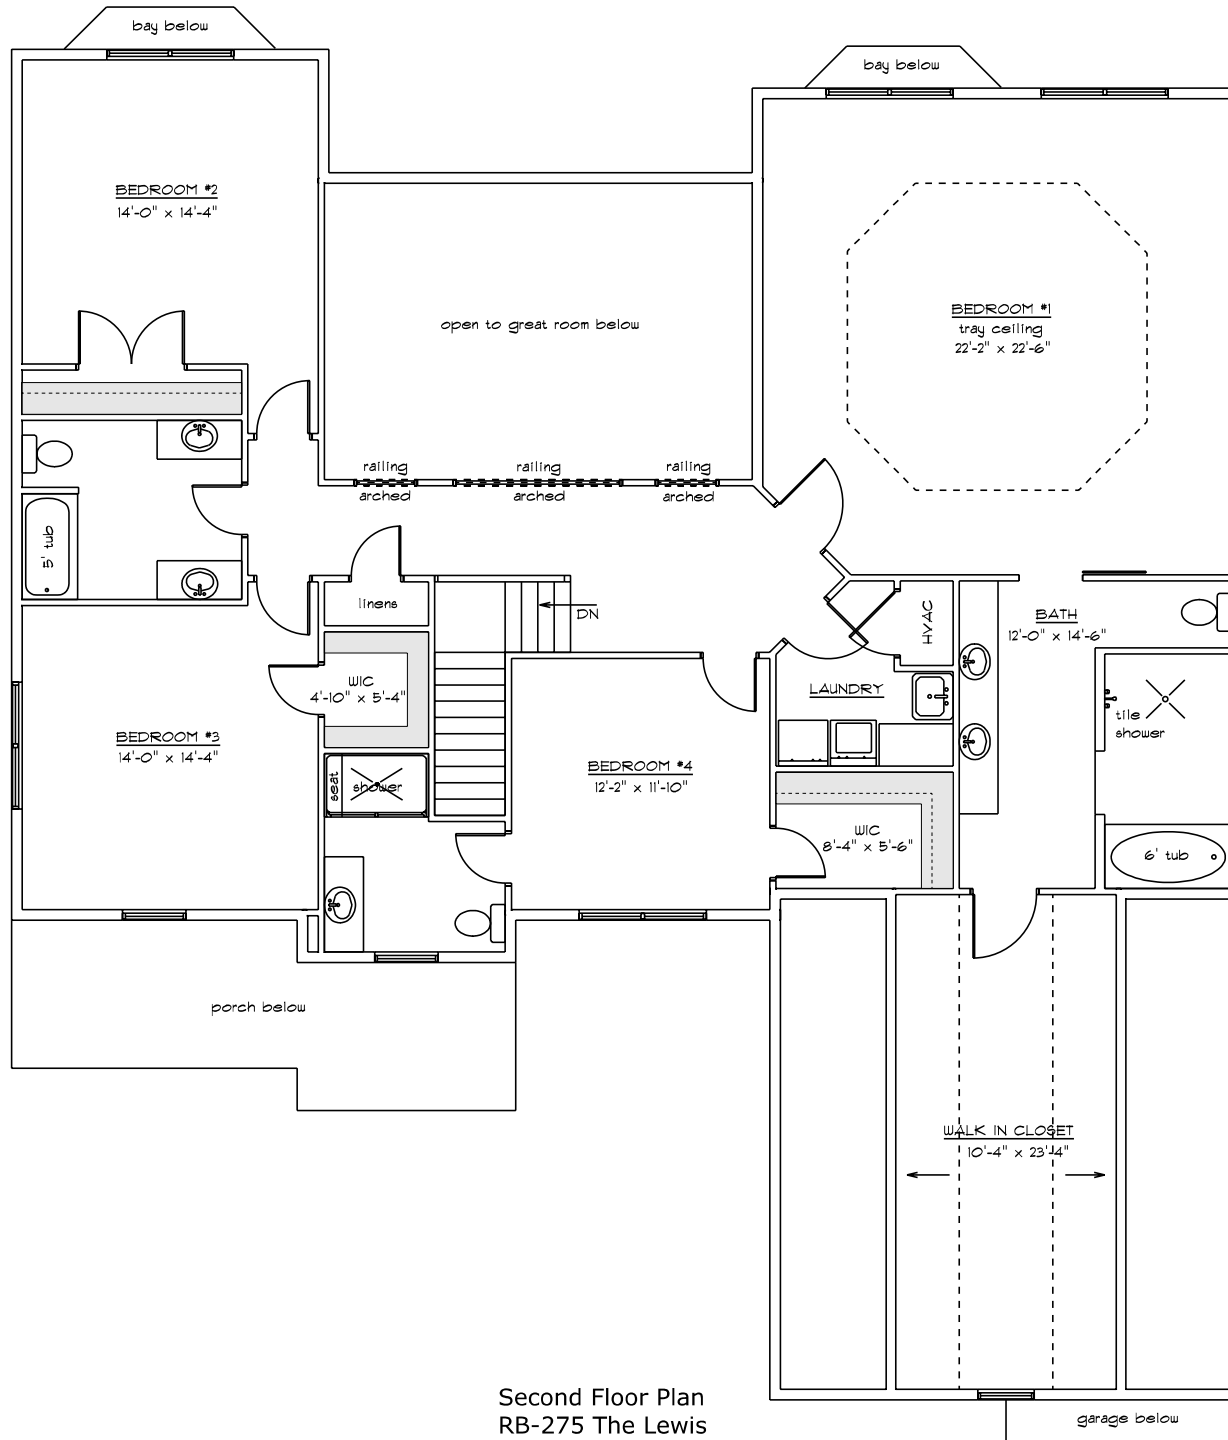 bay below
bay below
BEDROOM #2
14'-0" x 14'-4"
open to great room below
BEDROOM #1
tray ceiling
22'-2" x 22'-6"
railing
railing
railing
arched
arched
arched
5' tub
linens
DN
HVAC
BATH
12'-0" x 14'-6"
WIC
4'-10" x 5'-4"
LAUNDRY
tile
shower
BEDROOM #3
14'-0" x 14'-4"
BEDROOM #4
12'-2" x 11'-10"
seat
shower
WIC
8'-4" x 5'-6"
6' tub
porch below
WALK IN CLOSET
10'-4" x 23'-4"
Second Floor Plan
RB-275 The Lewis
garage below